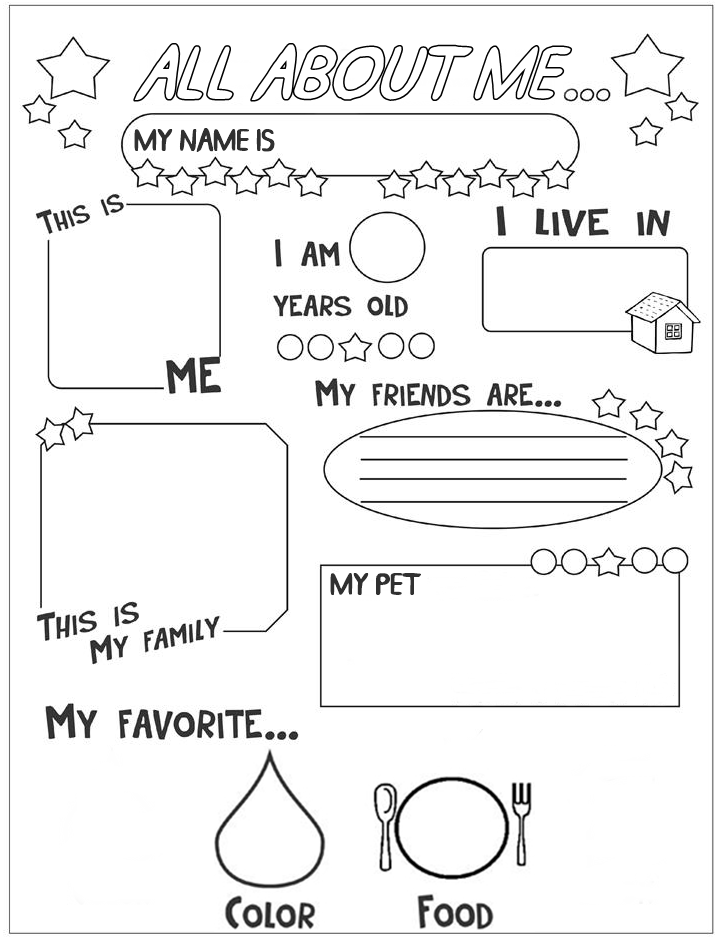 ALL ABOUT ME...
MY NAME IS
THIS IS
ME
I AM
YEARS OLD
I LIVE IN
MY FRIENDS ARE...
THIS IS
MY FAMILY
MY PET
MY FAVORITE...
COLOR
FOOD